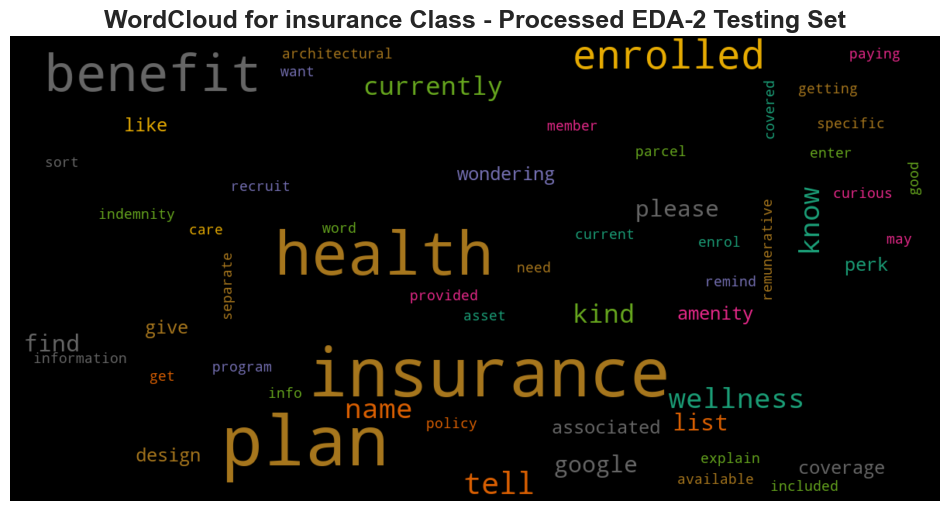 WordCloud for insurance Class - Processed EDA-2 Testing Set
benefit
architectural
want
currently
enrolled
paying
getting
covered
like
member
specific
sort
parcel
enter
recruit
wondering
good
curious
know
indemnity
care
word
please
remunerative
current
enrol
may
health
need
perk
separate
provided
remind
asset
kind
amenity
give
find
information
get
program
insurance
info
name
wellness
policy
associated
list
plan
design
google
explain
coverage
tell
available
included